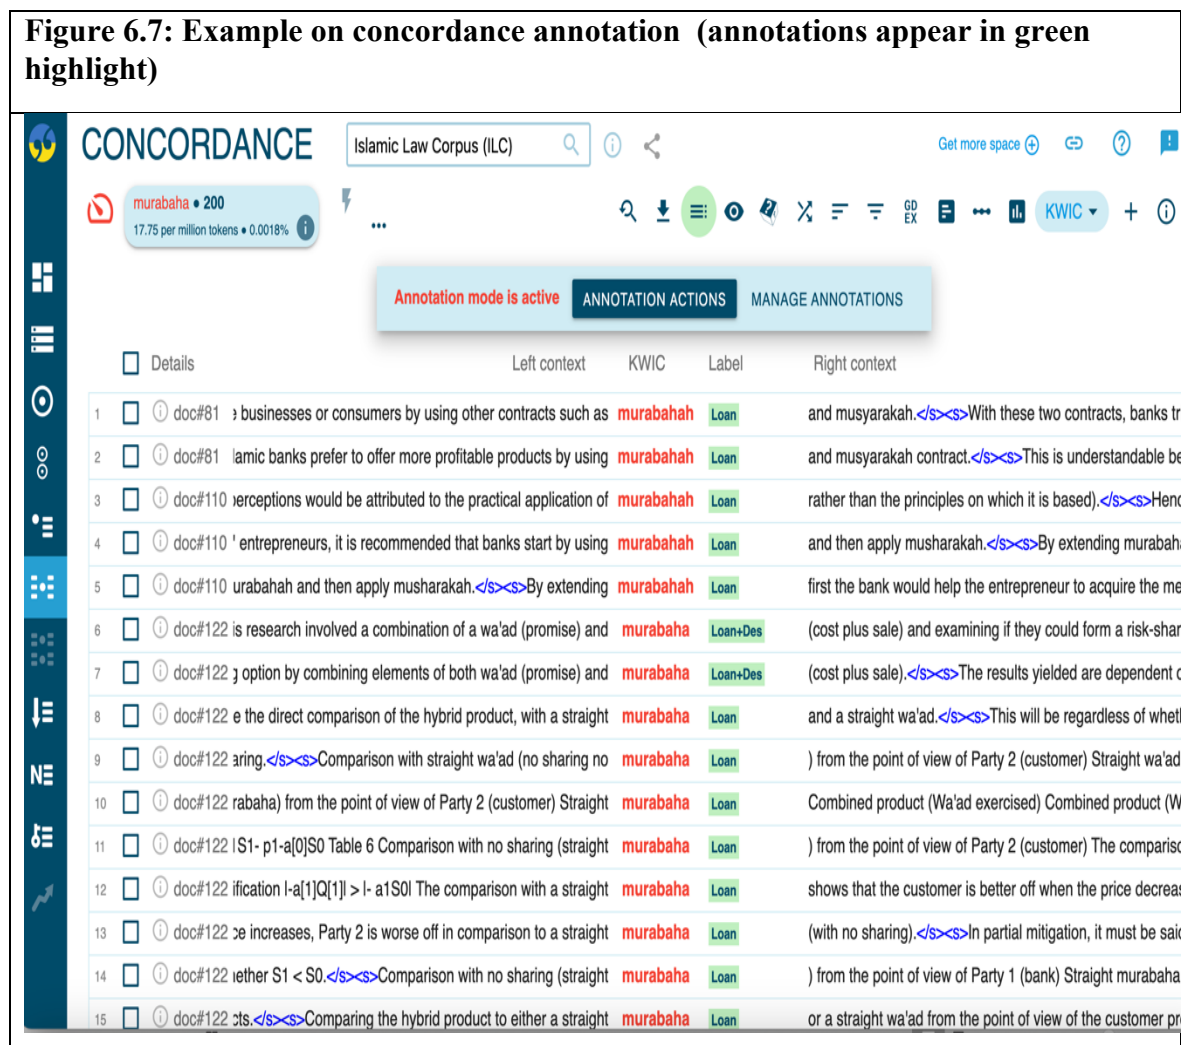 Figure 6.7: Example on concordance annotation (annotations appear in green
highlight)
CONCORDANCE Islamic Law Corpus (ILC) Get more space
murabaha • 200
17.75 per million tokens • 0.0018%
...
GD
EX
KWIC
Annotation mode is active ANNOTATION ACTIONS MANAGE ANNOTATIONS
Details Left context KWIC Label Right context
1 doc#81 businesses or consumers by using other contracts such as murabahah Loan and musyarakah.</s><s>With these two contracts, banks
2 doc#81 banks prefer to offer more profitable products by using murabahah Loan and musyarakah contract.</s><s>This is understandable
3 doc#110 perceptions would be attributed to the practical application of murabahah Loan rather than the principles on which it is based).</s><s>
4 doc#110 ' entrepreneurs, it is recommended that banks start by using murabahah Loan and then apply musharakah.</s><s>By extending
5 doc#110 urabahah and then apply musharakah.</s><s>By extending murabahah Loan first the bank would help the entrepreneur to acquire the
6 doc#122 is research involved a combination of a wa'ad (promise) and murabaha Loan+Des (cost plus sale) and examining if they could form a
7 doc#122 option by combining elements of both wa'ad (promise) and murabaha Loan+Des (cost plus sale).</s><s>The results yielded are dependent
8 doc#122 e the direct comparison of the hybrid product, with a straight murabaha Loan and a straight wa'ad.</s><s>This will be regardless of
9 doc#122 aring.</s><s>Comparison with straight wa'ad (no sharing no murabaha Loan ) from the point of view of Party 2 (customer) Straight wa'ad
10 doc#122 rabaha) from the point of view of Party 2 (customer) Straight murabaha Loan Combined product (Wa'ad exercised) Combined product
11 doc#122 S1- p1-a[0]S0 Table 6 Comparison with no sharing (straight murabaha Loan ) from the point of view of Party 2 (customer) The
12 doc#122 ification |-a[1]Q[1]| > |- a1S0| The comparison with a straight murabaha Loan shows that the customer is better off when the price
13 doc#122 increases, Party 2 is worse off in comparison to a straight murabaha Loan (with no sharing).</s><s>In partial mitigation, it must be
14 doc#122 S1 < S0.</s><s>Comparison with no sharing (straight murabaha Loan ) from the point of view of Party 1 (bank) Straight murabaha
15 doc#122 cts.</s><s>Comparing the hybrid product to either a straight murabaha Loan or a straight wa'ad from the point of view of the customer